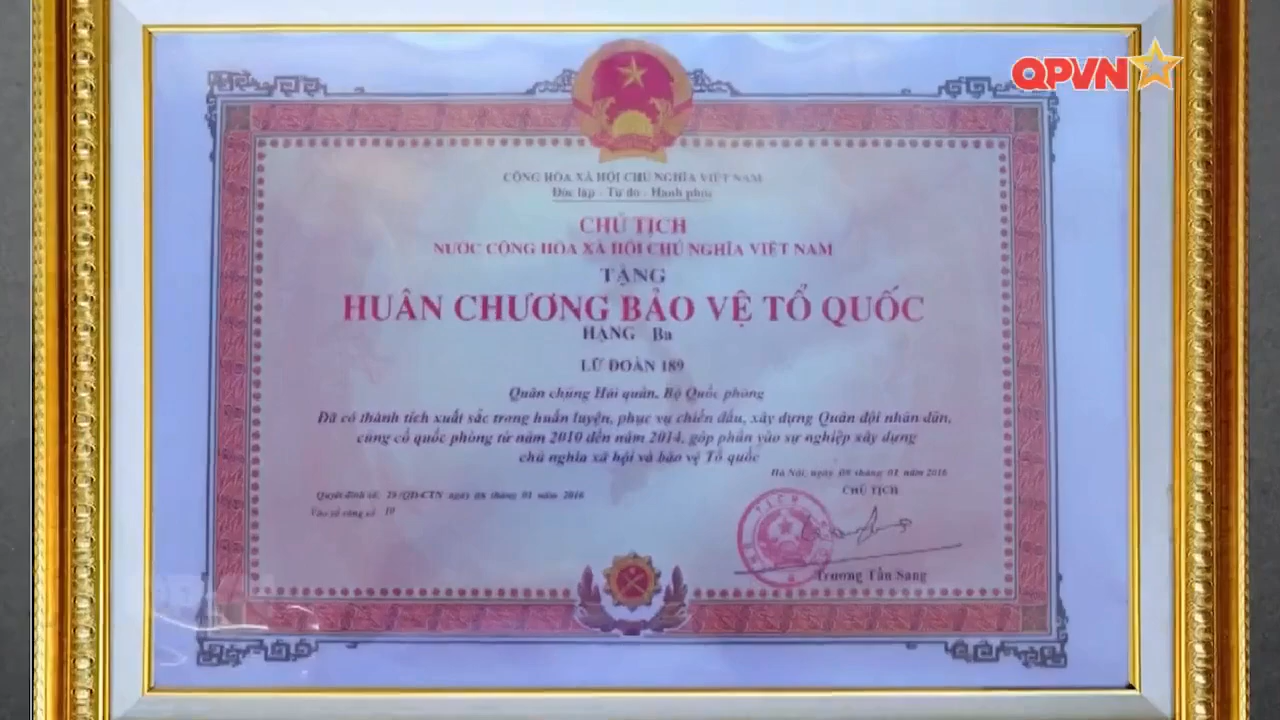 QPVN
CỘNG HÒA XÃ HỘI CHỦ NGHĨA VIỆT NAM
Độc lập - Tự do - Hạnh phúc
CHỦ TỊCH
NƯỚC CỘNG HÒA XÃ HỘI CHỦ NGHĨA VIỆT NAM
TẶNG
HUÂN CHƯƠNG BẢO VỆ TỔ QUỐC
HẠNG Ba
LỮ ĐOÀN 189
Quân chủng Hải quân, Bộ Quốc phòng
Đã có thành tích xuất sắc trong huấn luyện, phục vụ chiến đấu, xây dựng Quân đội nhân dân,
củng cố quốc phòng từ năm 2010 đến năm 2014, góp phần vào sự nghiệp xây dựng
chủ nghĩa xã hội và bảo vệ Tổ quốc
Hà Nội, ngày 08 tháng 01 năm 2016
CHỦ TỊCH
Quyết định số: /QĐ-CTN ngày 08 tháng 01 năm 2016
Vào sổ vàng số 10
Trương Tấn Sang